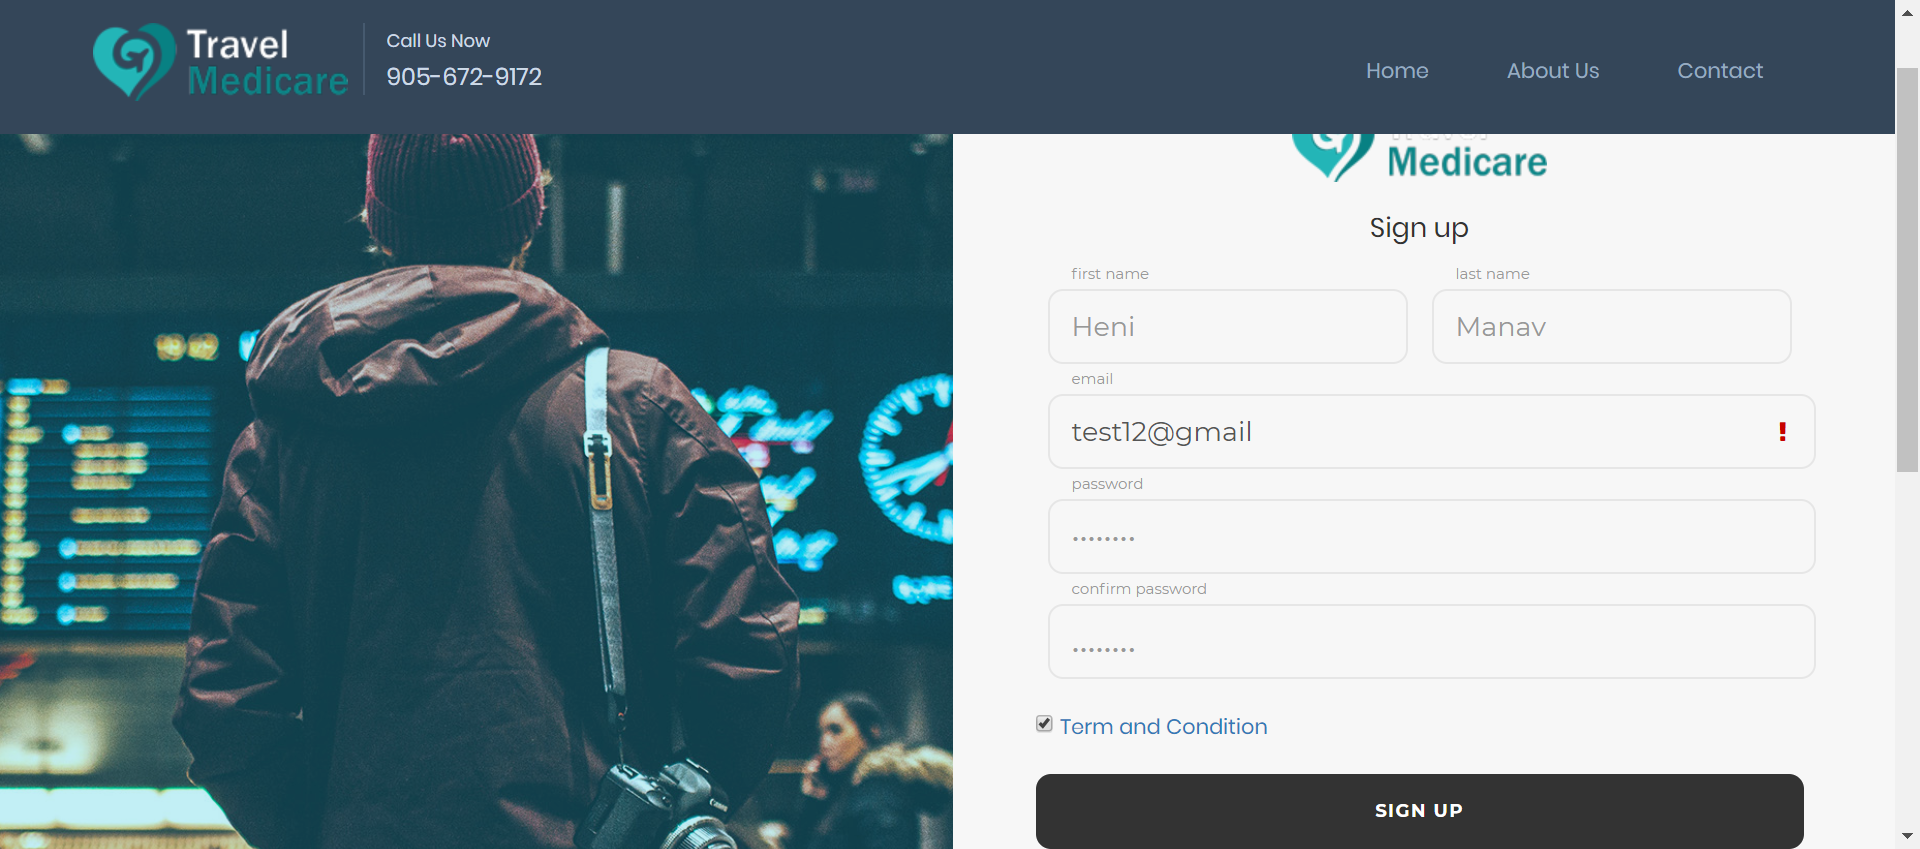 Travel
Medicare
Call Us Now
905-672-9172
Home
About Us
Contact
Travel
Medicare
Sign up
first name
last name
Heni
Manav
email
test12@gmail
!
password
••••••••
confirm password
••••••••
Term and Condition
SIGN UP